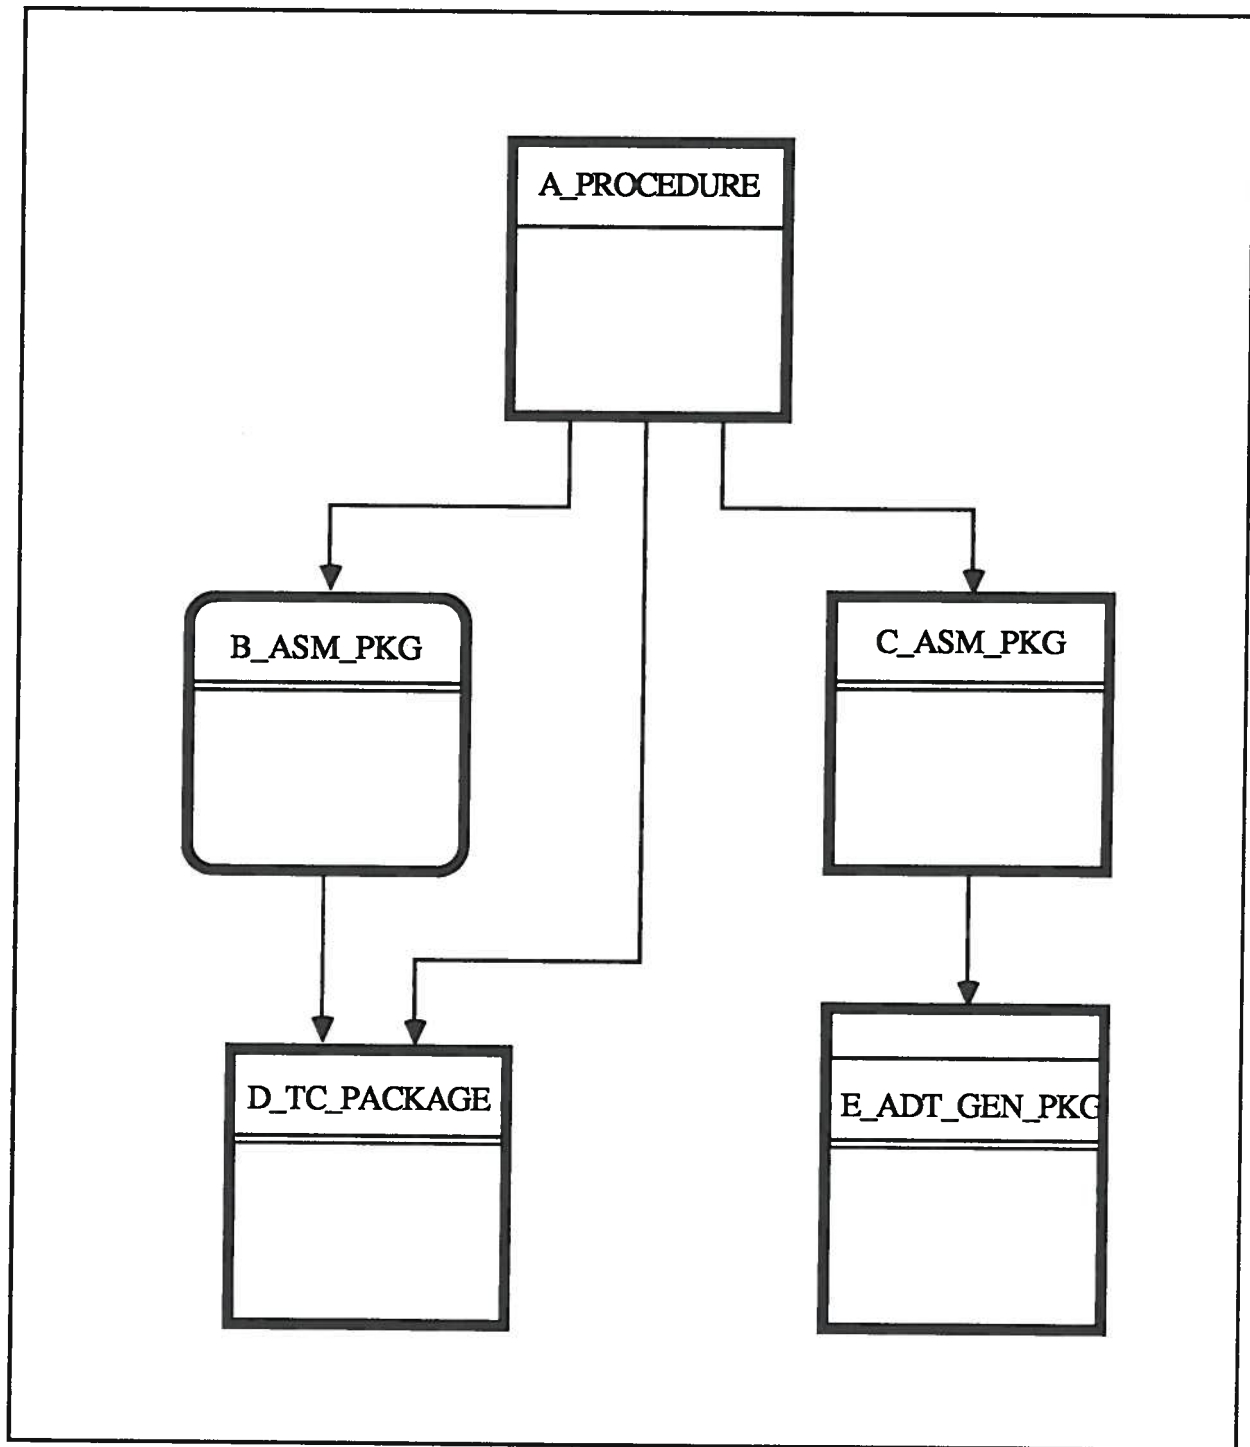 A_PROCEDURE
B_ASM_PKG
C_ASM_PKG
D_TC_PACKAGE
E_ADT_GEN_PKG